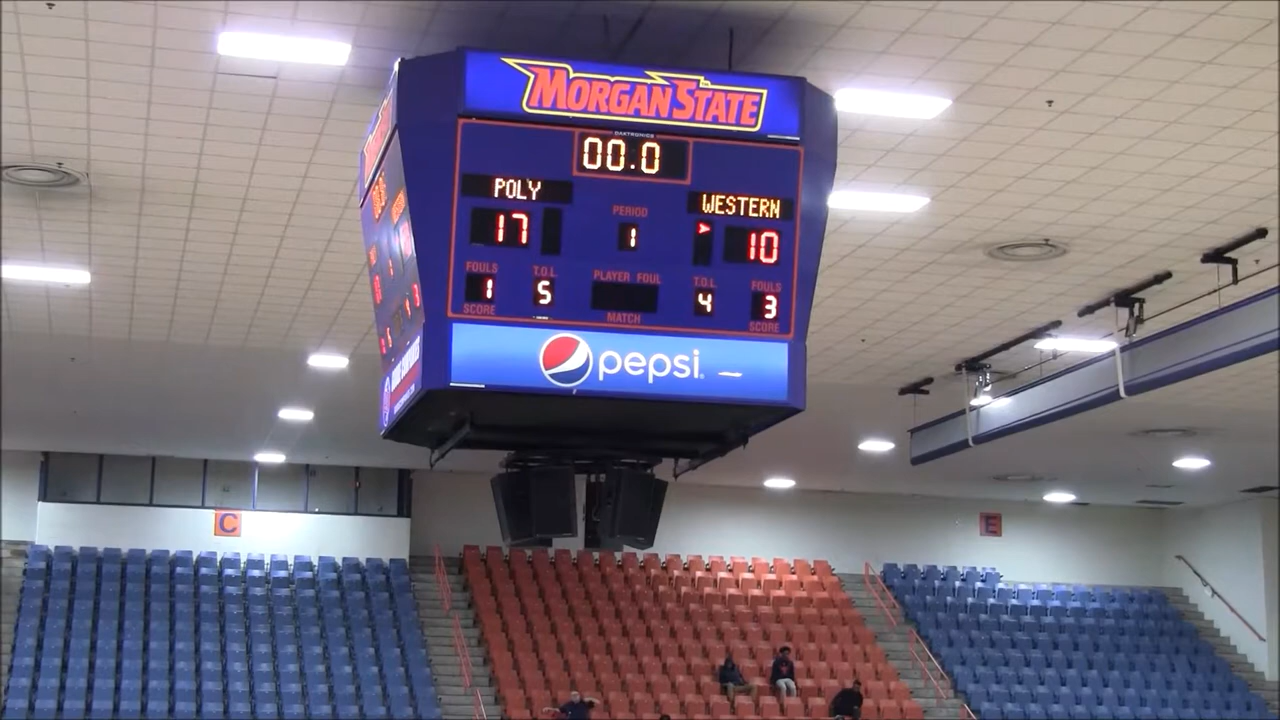 MORGAN STATE
DAKTRONICS
00.0
POLY
WESTERN
17
PERIOD
1
10
FOULS
T.O.L.
PLAYER FOUL
T.O.L.
FOULS
1
5
4
3
SCORE
MATCH
SCORE
pepsi
C
E